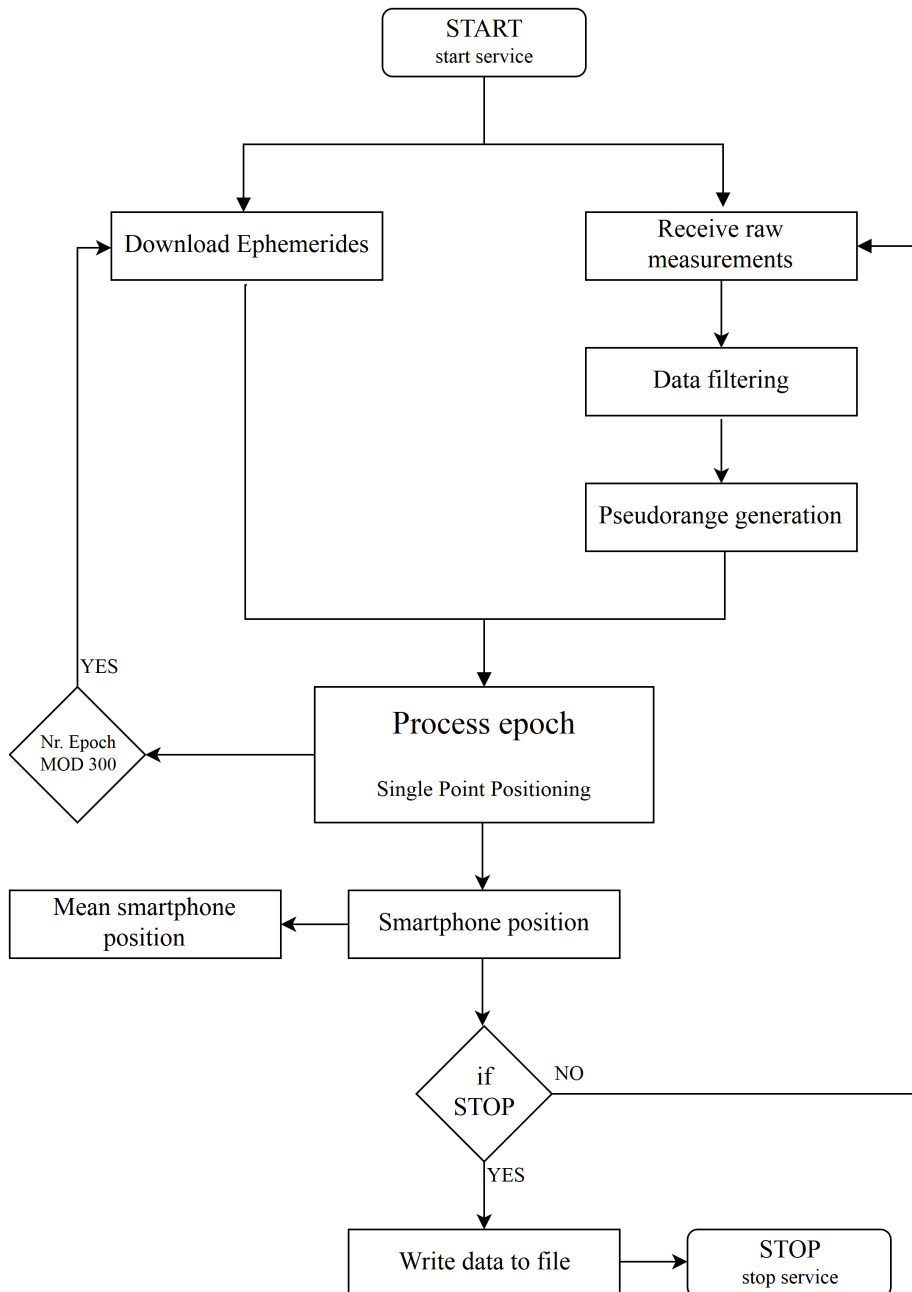 START
start service
Download Ephemerides
Receive raw
measurements
Data filtering
Pseudorange generation
YES
Nr. Epoch
MOD 300
Process epoch
Single Point Positioning
Mean smartphone
position
Smartphone position
if
STOP
NO
YES
Write data to file
STOP
stop service